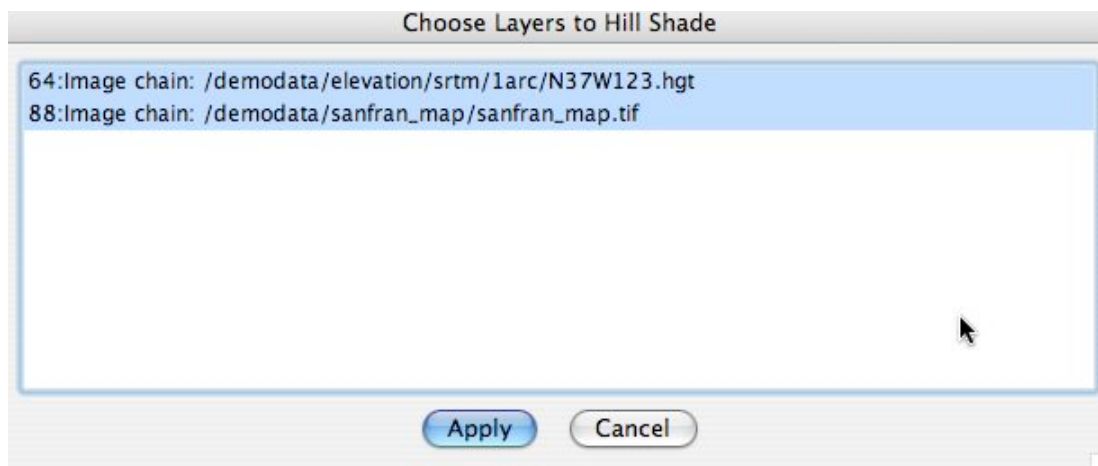 Choose Layers to Hill Shade
64:Image chain: /demodata/elevation/srtm/1arc/N37W123.hgt
88:Image chain: /demodata/sanfran_map/sanfran_map.tif
Apply Cancel